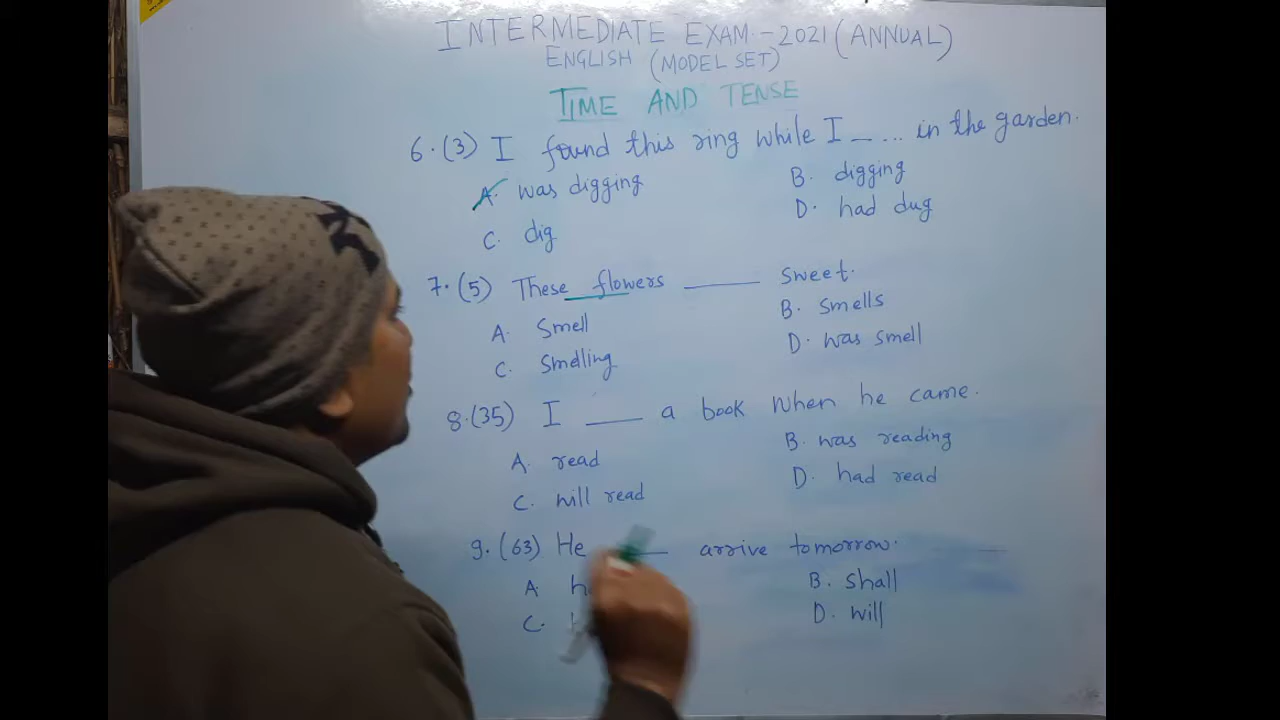 INTERMEDIATE EXAM - 2021 (ANNUAL)
ENGLISH (MODEL SET)
TIME AND TENSE
6. (3) I found this ring while I _ ... in the garden.
A. was digging B. digging
C. dig D. had dug
7. (5) These flowers ____ sweet.
A. Smell B. Smells
C. Smelling D. was smell
8. (35) I ____ a book when he came.
A. read B. was reading
C. will read D. had read
9. (63) He ____ arrive tomorrow.
A B. shall
C. D. will